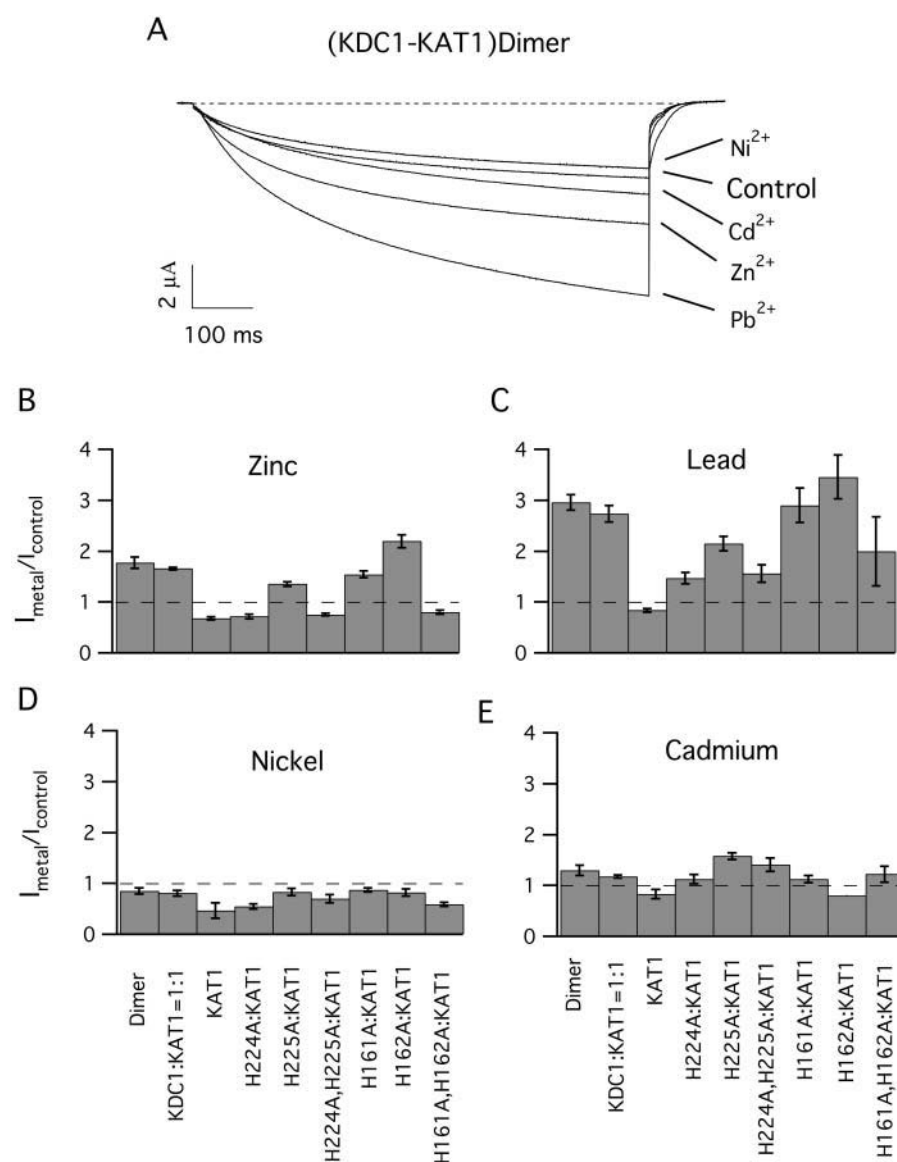 A
(KDC1-KAT1)Dimer
Ni2+
Control
Cd2+
Zn2+
Pb2+
2 µA
100 ms
B
C
4
3
2
1
0
Imetal/Icontrol
Zinc
4
3
2
1
0
Lead
D
E
4
3
2
1
0
Imetal/Icontrol
Nickel
4
3
2
1
0
Cadmium
Dimer
KDC1:KAT1=1:1
KAT1
H224A:KAT1
H225A:KAT1
H224A,H225A:KAT1
H161A:KAT1
H162A:KAT1
H161A,H162A:KAT1
Dimer
KDC1:KAT1=1:1
KAT1
H224A:KAT1
H225A:KAT1
H224A,H225A:KAT1
H161A:KAT1
H162A:KAT1
H161A,H162A:KAT1